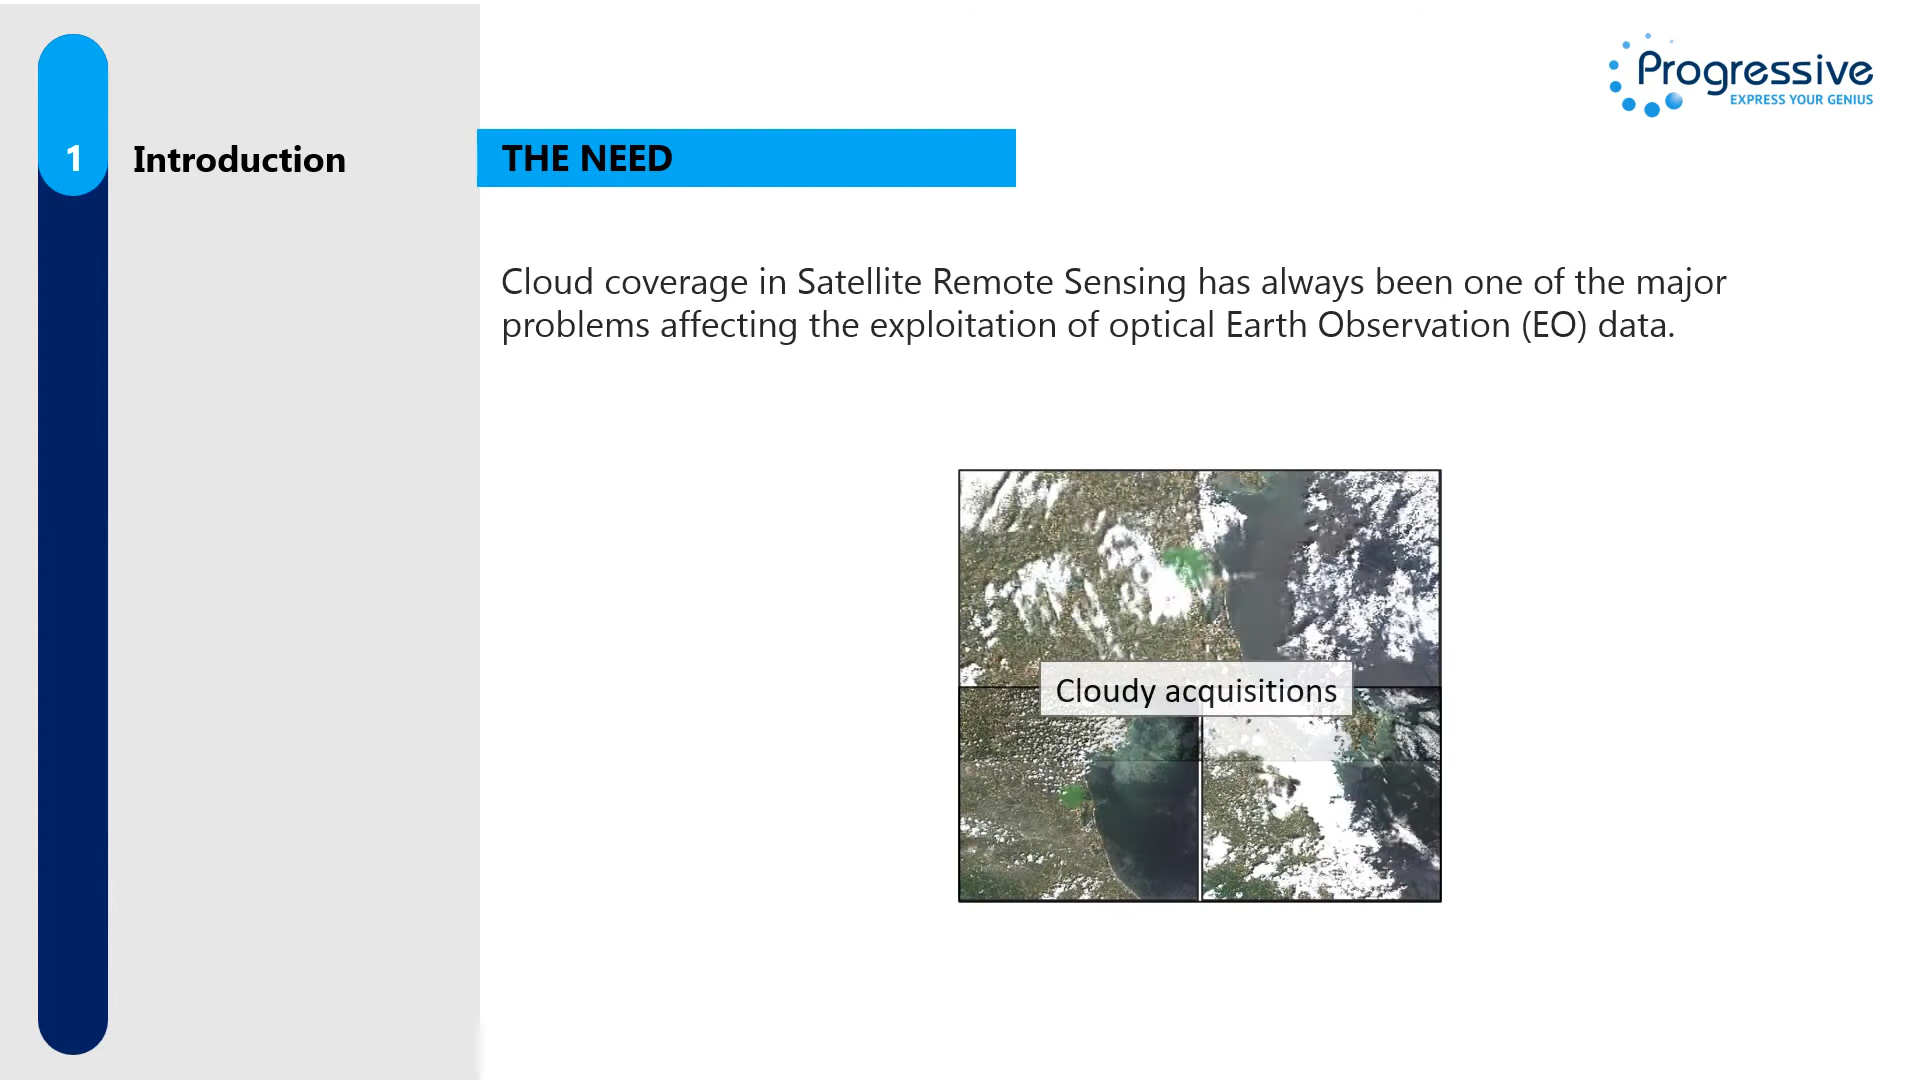 Progressive
EXPRESS YOUR GENIUS
1 Introduction
THE NEED
Cloud coverage in Satellite Remote Sensing has always been one of the major
problems affecting the exploitation of optical Earth Observation (EO) data.
Cloudy acquisitions